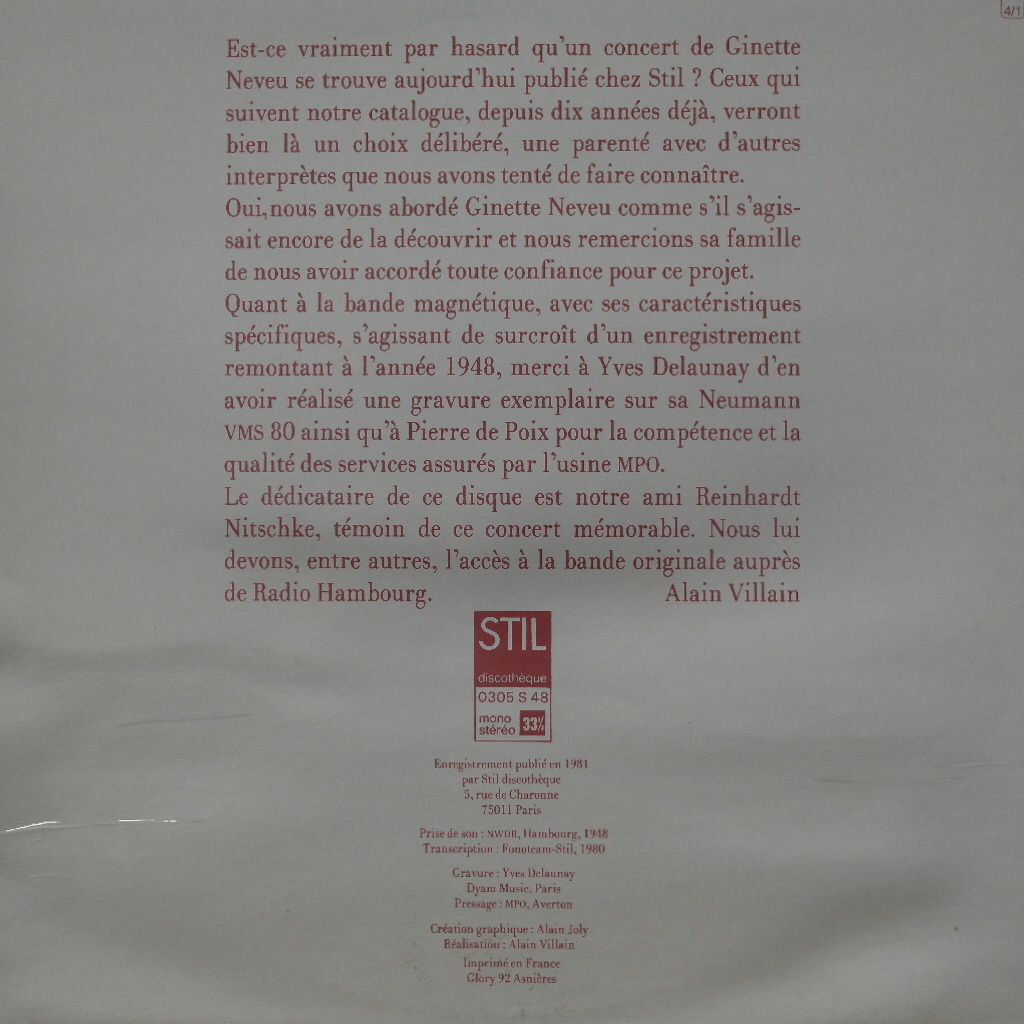 4/1
Est-ce vraiment par hasard qu'un concert de Ginette
Neveu se trouve aujourd'hui publié chez Stil ? Ceux qui
suivent notre catalogue, depuis dix années déjà, verront
bien là un choix délibéré, une parenté avec d'autres
interprètes que nous avons tenté de faire connaître.
Oui, nous avons abordé Ginette Neveu comme s'il s'agis-
sait encore de la découvrir et nous remercions sa famille
de nous avoir accordé toute confiance pour ce projet.
Quant à la bande magnétique, avec ses caractéristiques
spécifiques, s'agissant de surcroît d'un enregistrement
remontant à l'année 1948, merci à Yves Delaunay d'en
avoir réalisé une gravure exemplaire sur sa Neumann
VMS 80 ainsi qu'à Pierre de Poix pour la compétence et la
qualité des services assurés par l'usine MPO.
Le dédicataire de ce disque est notre ami Reinhardt
Nitschke, témoin de ce concert mémorable. Nous lui
devons, entre autres, l'accès à la bande originale auprès
de Radio Hambourg. Alain Villain
STIL
discothèque
0305 S 48
mono
stéréo 33⅓
Enregistrement publié en 1981
par Stil discothèque
5, rue de Charonne
75011 Paris
Prise de son : NWDR, Hambourg, 1948
Transcription : Fonoteam-Stil, 1980
Gravure : Yves Delaunay
Dyam Music, Paris
Pressage : MPO, Averton
Création graphique : Alain Joly
Réalisation : Alain Villain
Imprimé en France
Glory 92 Asnières